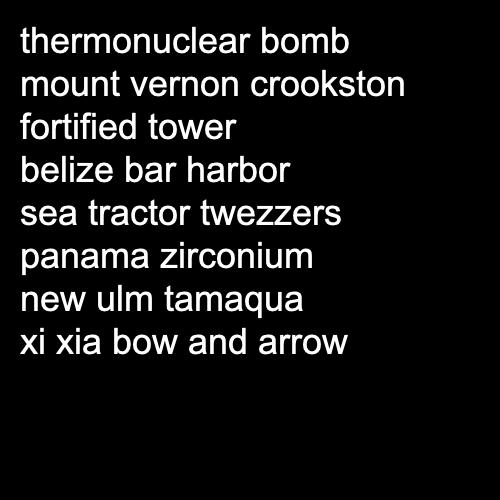 thermonuclear bomb
mount vernon crookston
fortified tower
belize bar harbor
sea tractor twezzers
panama zirconium
new ulm tamaqua
xi xia bow and arrow